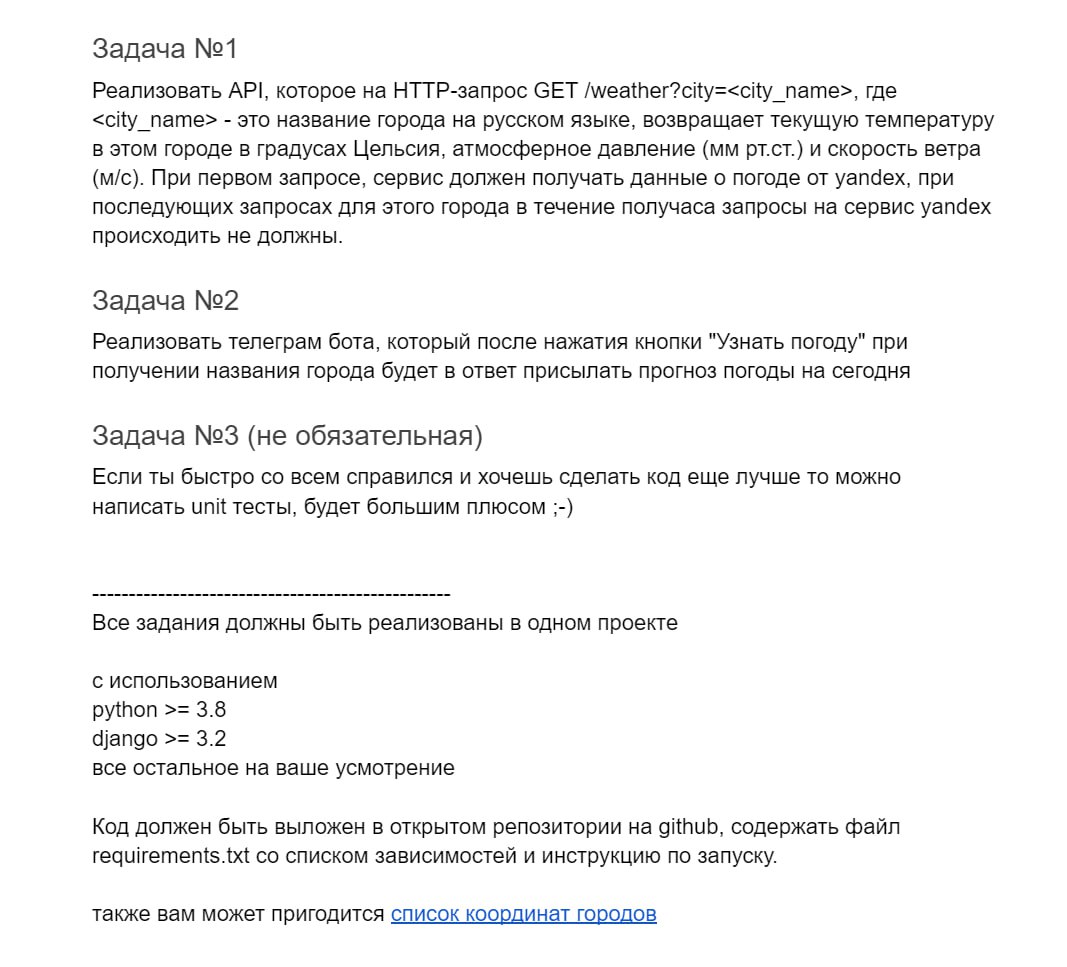 Задача №1
Реализовать API, которое на HTTP-запрос GET /weather?city=<city_name>, где
<city_name> - это название города на русском языке, возвращает текущую температуру
в этом городе в градусах Цельсия, атмосферное давление (мм рт.ст.) и скорость ветра
(м/с). При первом запросе, сервис должен получать данные о погоде от yandex, при
последующих запросах для этого города в течение получаса запросы на сервис yandex
происходить не должны.
Задача №2
Реализовать телеграм бота, который после нажатия кнопки "Узнать погоду" при
получении названия города будет в ответ присылать прогноз погоды на сегодня
Задача №3 (не обязательная)
Если ты быстро со всем справился и хочешь сделать код еще лучше то можно
написать unit тесты, будет большим плюсом ;-)
---------------------------------------------------
Все задания должны быть реализованы в одном проекте
с использованием
python >= 3.8
django >= 3.2
все остальное на ваше усмотрение
Код должен быть выложен в открытом репозитории на github, содержать файл
requirements.txt со списком зависимостей и инструкцию по запуску.
также вам может пригодится список координат городов